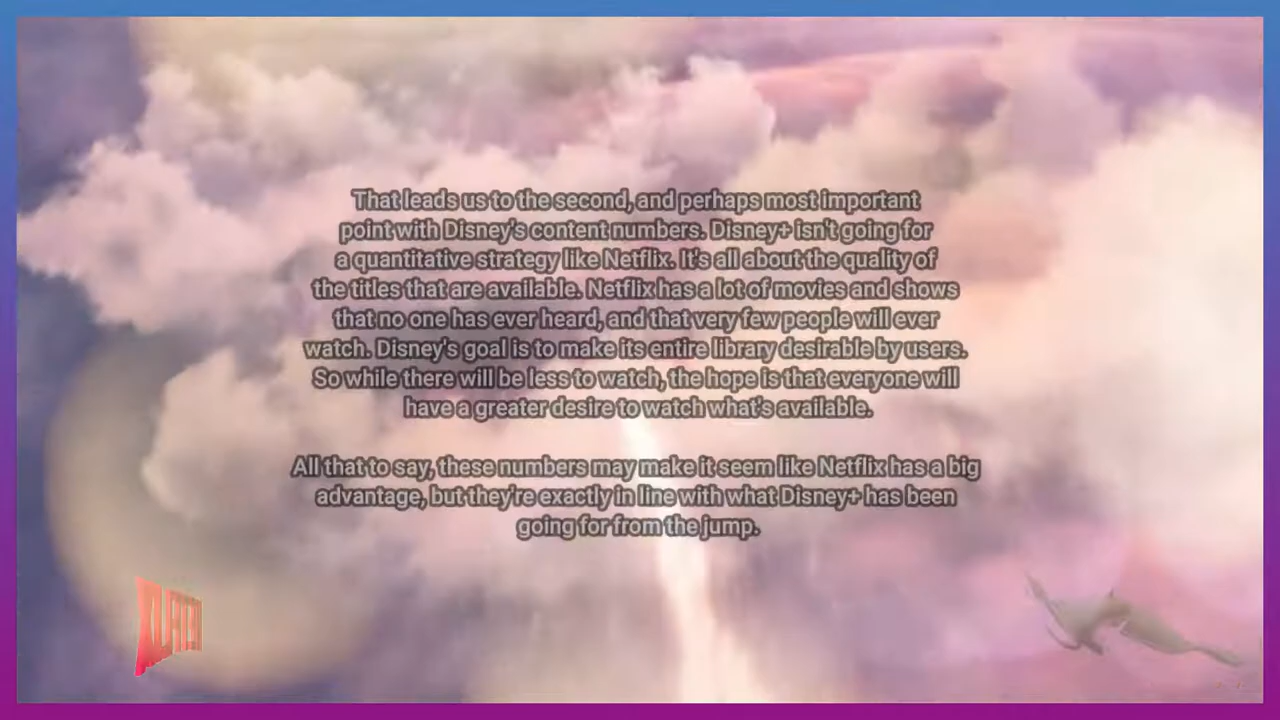 That leads us to the second, and perhaps most important
point with Disney's content numbers. Disney+ isn't going for
a quantitative strategy like Netflix. It's all about the quality of
the titles that are available. Netflix has a lot of movies and shows
that no one has ever heard, and that very few people will ever
watch. Disney's goal is to make its entire library desirable by users.
So while there will be less to watch, the hope is that everyone will
have a greater desire to watch what's available.
All that to say, these numbers may make it seem like Netflix has a big
advantage, but they're exactly in line with what Disney+ has been
going for from the jump.